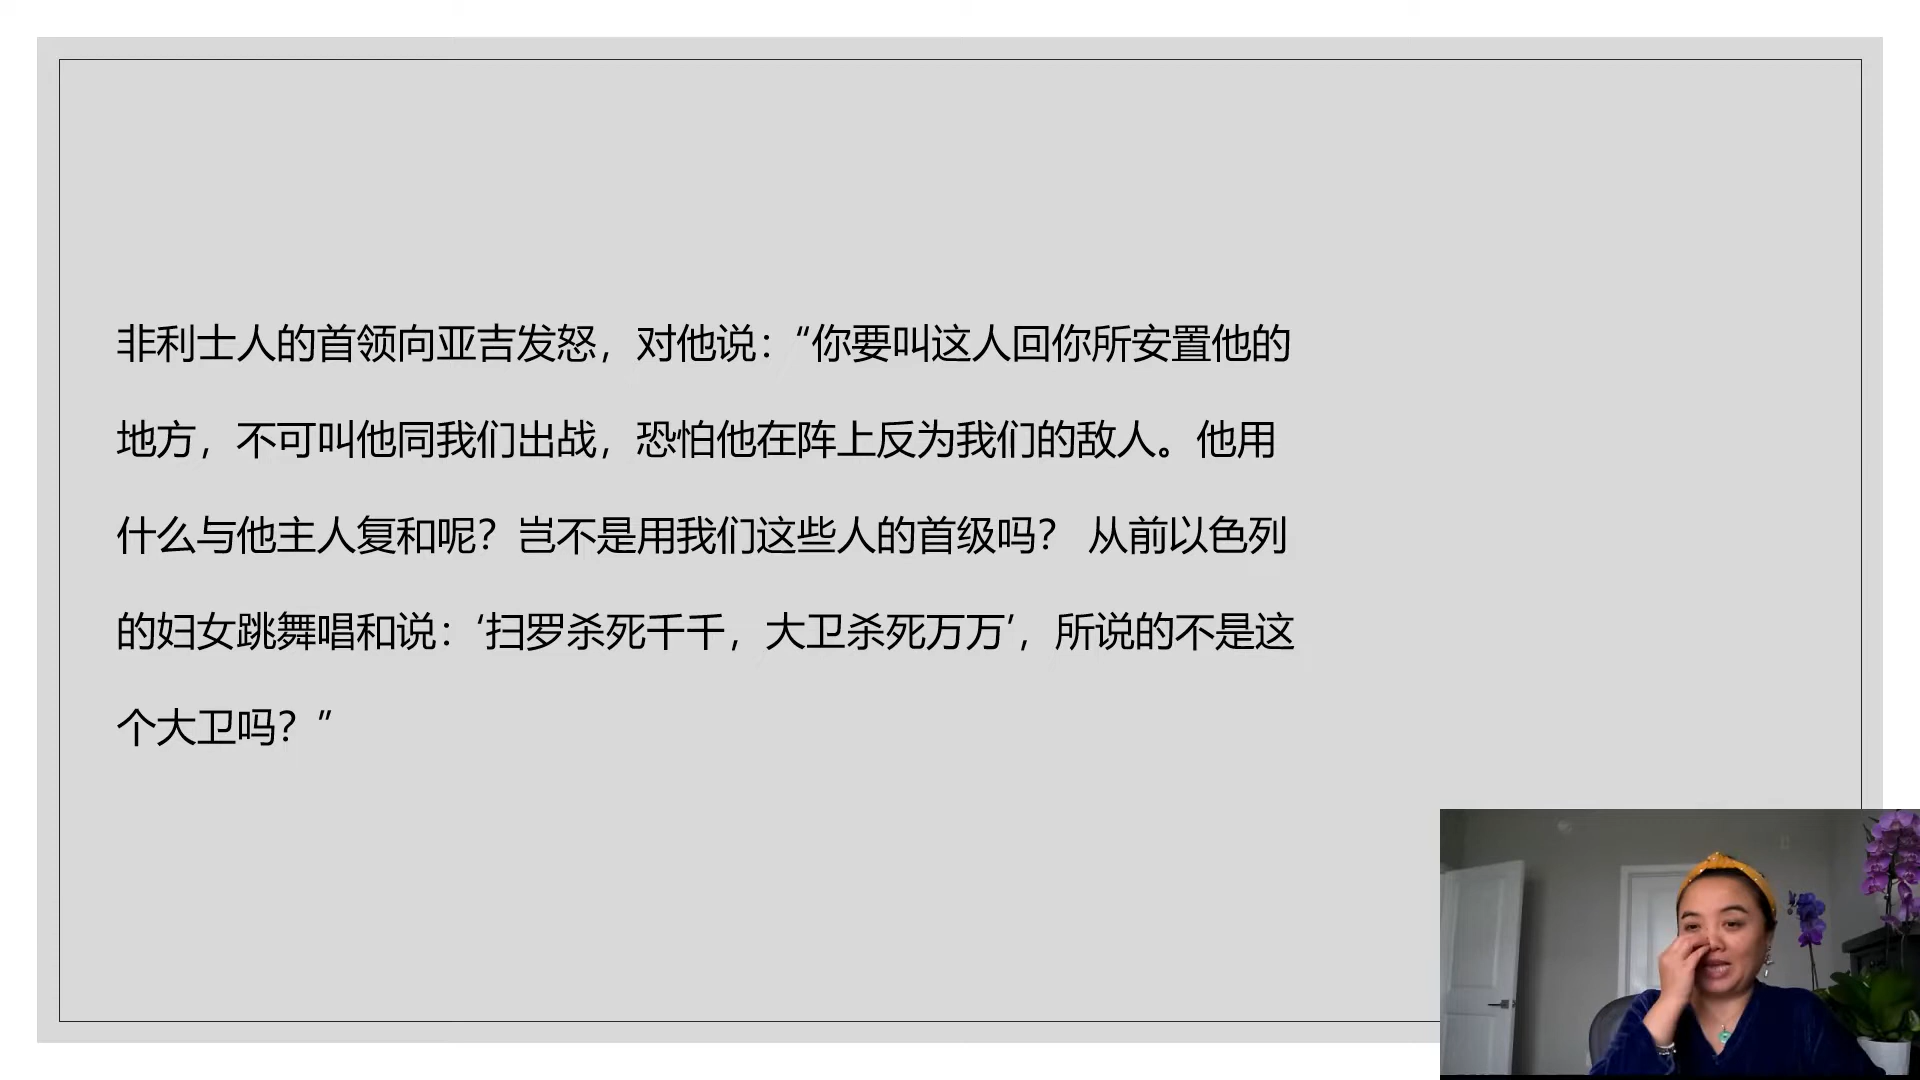 非利士人的首领向亚吉发怒，对他说：“你要叫这人回你所安置他的
地方，不可叫他同我们出战，恐怕他在阵上反为我们的敌人。他用
什么与他主人复和呢？岂不是用我们这些人的首级吗？ 从前以色列
的妇女跳舞唱和说：‘扫罗杀死千千，大卫杀死万万’，所说的不是这
个大卫吗？”